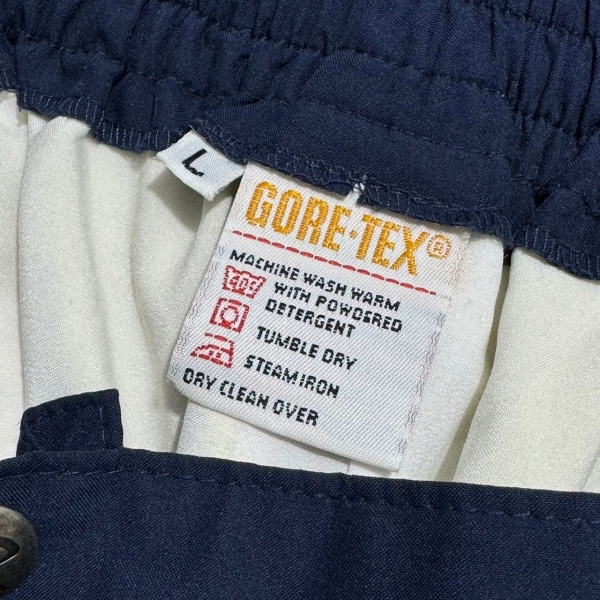 L
GORE-TEX®
MACHINE WASH WARM
WITH POWDERED
DETERGENT
TUMBLE DRY
STEAM IRON
DRY CLEAN OVER